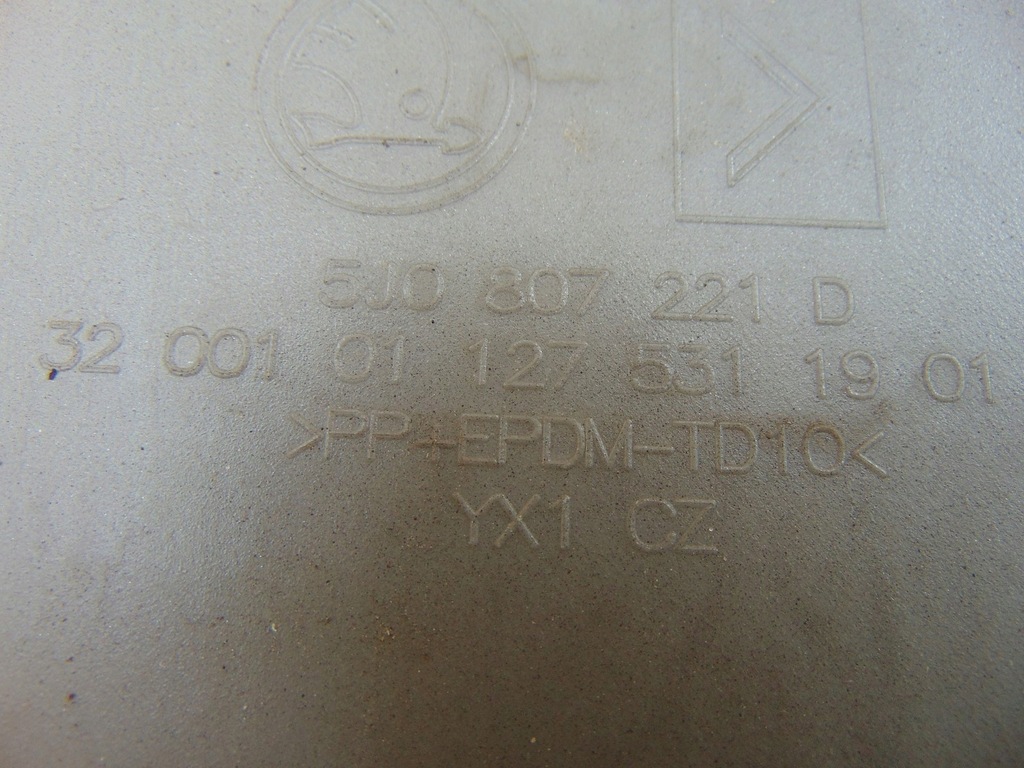 5J0 807 221 D
32 001 01 127 531 19 01
>PP+EPDM-TD10<
YX1 CZ